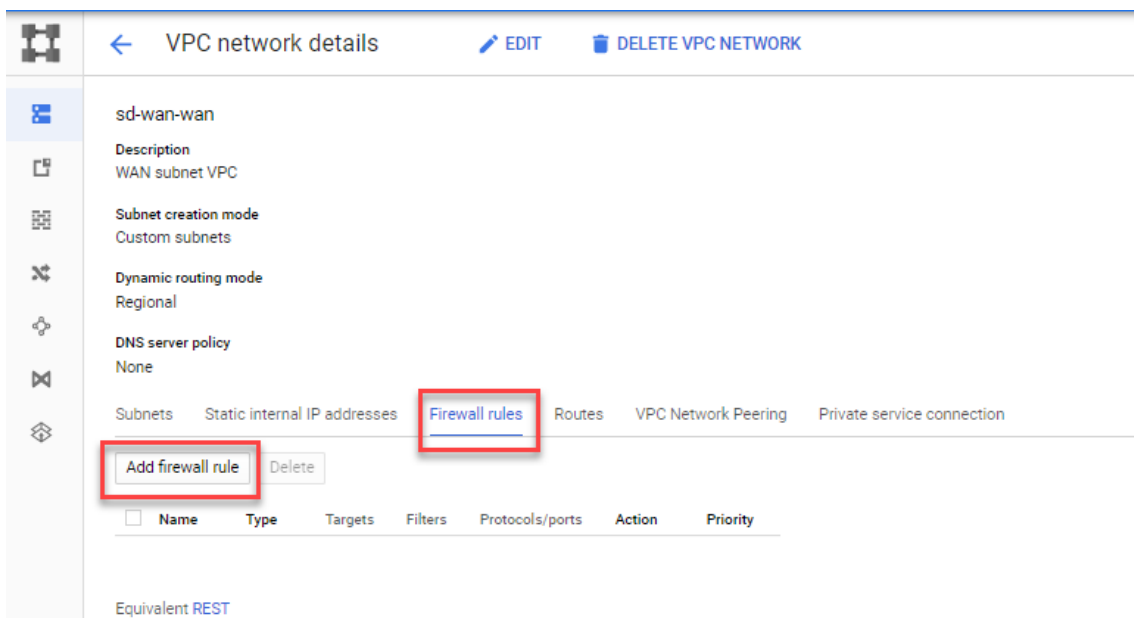 VPC network details EDIT DELETE VPC NETWORK
sd-wan-wan
Description
WAN subnet VPC
Subnet creation mode
Custom subnets
Dynamic routing mode
Regional
DNS server policy
None
Subnets Static internal IP addresses Firewall rules Routes VPC Network Peering Private service connection
Add firewall rule Delete
Name Type Targets Filters Protocols/ports Action Priority
Equivalent REST